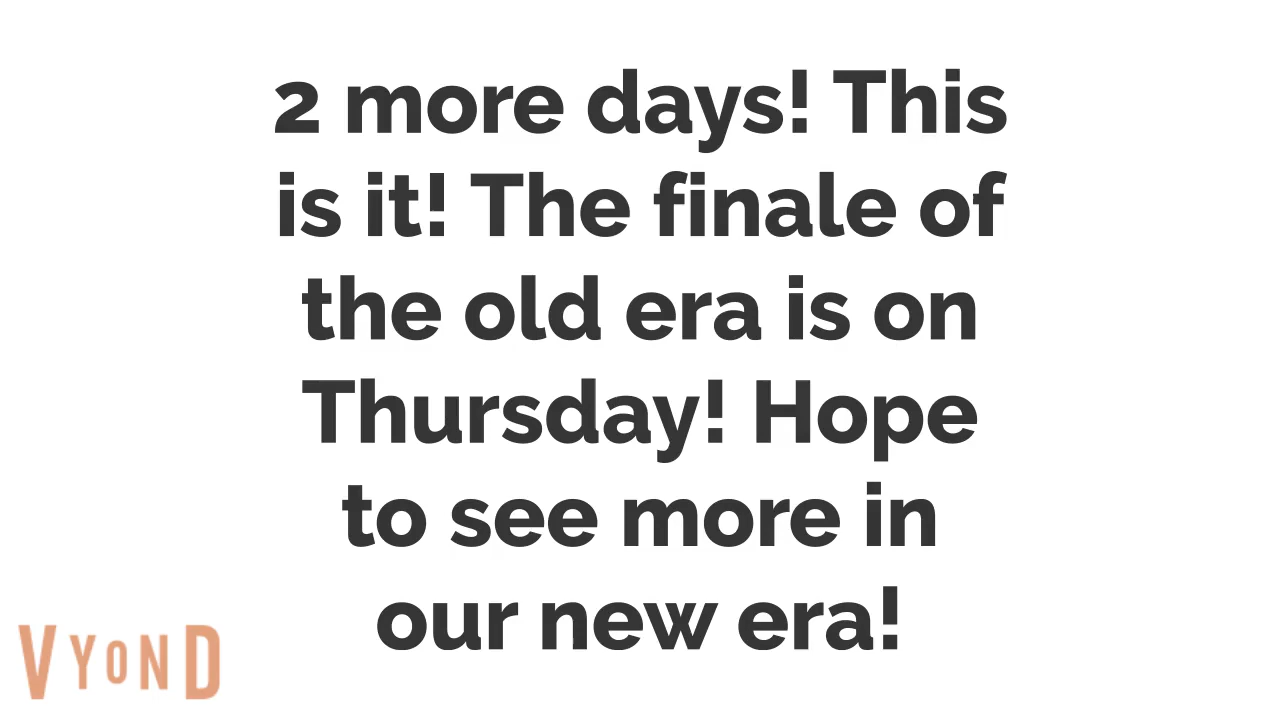 2 more days! This
is it! The finale of
the old era is on
Thursday! Hope
to see more in
our new era!
VYOND